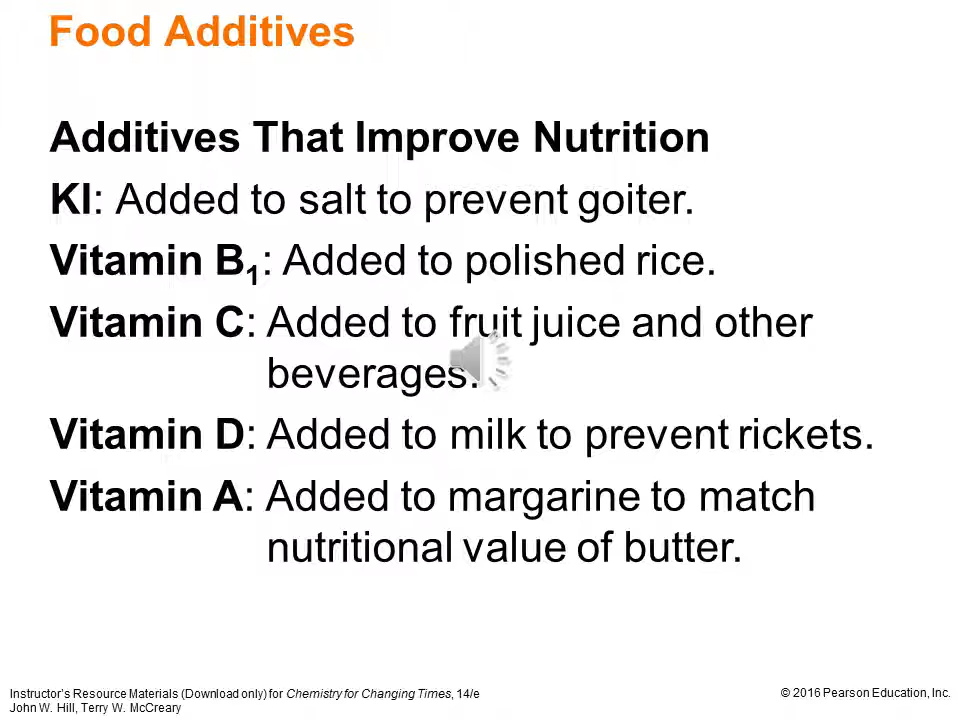 Food Additives
Additives That Improve Nutrition
KI: Added to salt to prevent goiter.
Vitamin B₁: Added to polished rice.
Vitamin C: Added to fruit juice and other
beverages.
Vitamin D: Added to milk to prevent rickets.
Vitamin A: Added to margarine to match
nutritional value of butter.
Instructor's Resource Materials (Download only) for Chemistry for Changing Times, 14/e
John W. Hill, Terry W. McCreary
© 2016 Pearson Education, Inc.